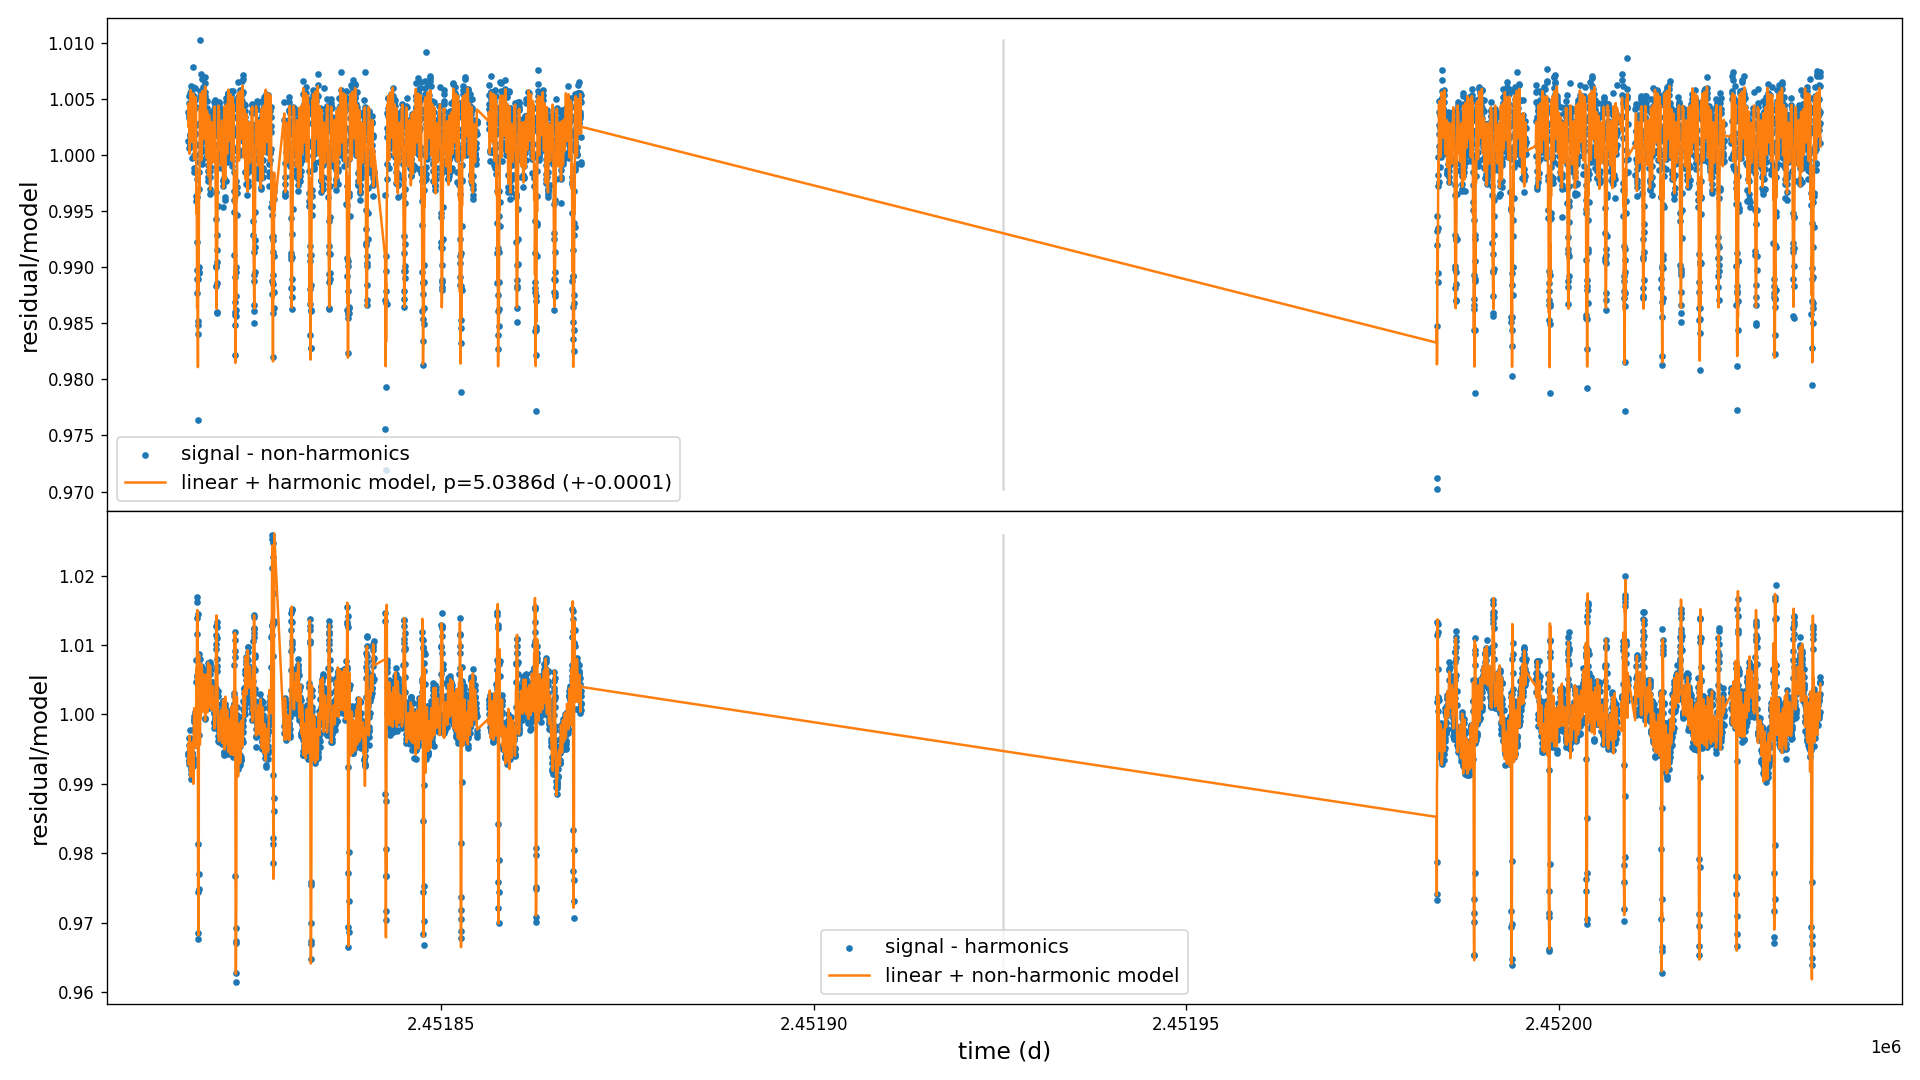 1.010
1.005
1.000
0.995
0.990
0.985
0.980
0.975
0.970
residual/model
signal - non-harmonics
linear + harmonic model, p=5.0386d (+-0.0001)
1.02
1.01
1.00
0.99
0.98
0.97
0.96
residual/model
signal - harmonics
linear + non-harmonic model
2.45185
2.45190
2.45195
2.45200
time (d)
1e6